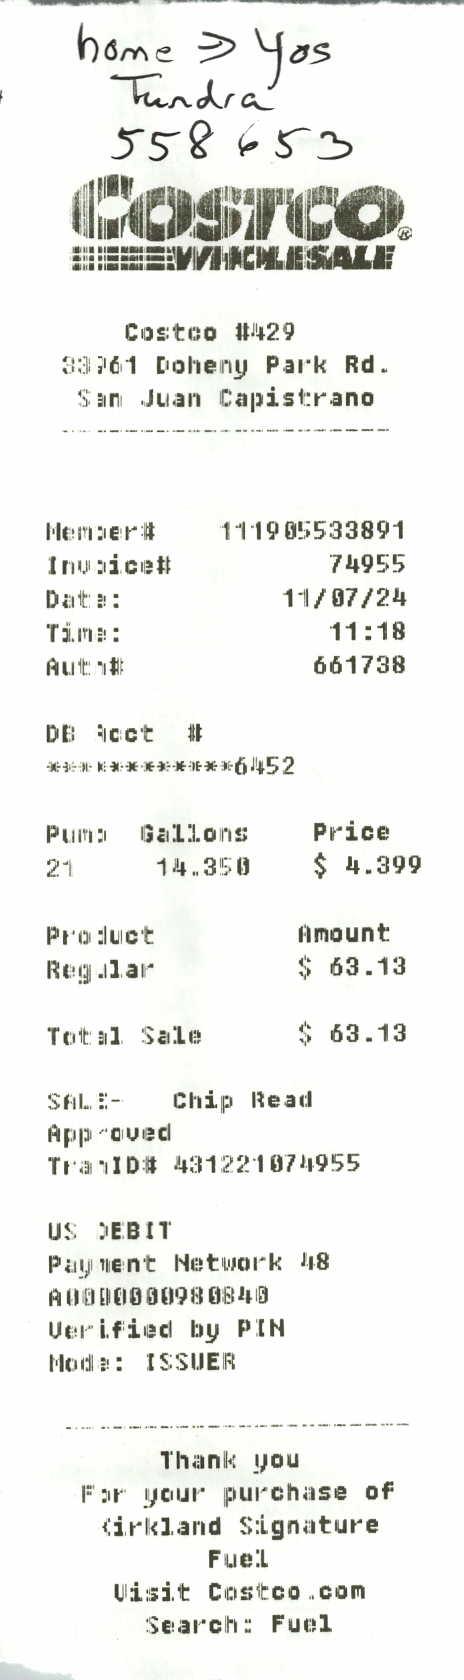 home => Yos
Tundra
558653
COSTCO®
WHOLESALE
Costco #429
33961 Doheny Park Rd.
San Juan Capistrano
Member# 111905533891
Invoice# 74955
Date: 11/07/24
Time: 11:18
Auth# 661738
DB Acct #
************6452
Pump Gallons Price
21 14.350 $ 4.399
Product Amount
Regular $ 63.13
Total Sale $ 63.13
SALE- Chip Read
Approved
TranID# 431221074955
US DEBIT
Payment Network 48
A0000000980840
Verified by PIN
Mode: ISSUER
Thank you
For your purchase of
Kirkland Signature
Fuel
Visit Costco.com
Search: Fuel